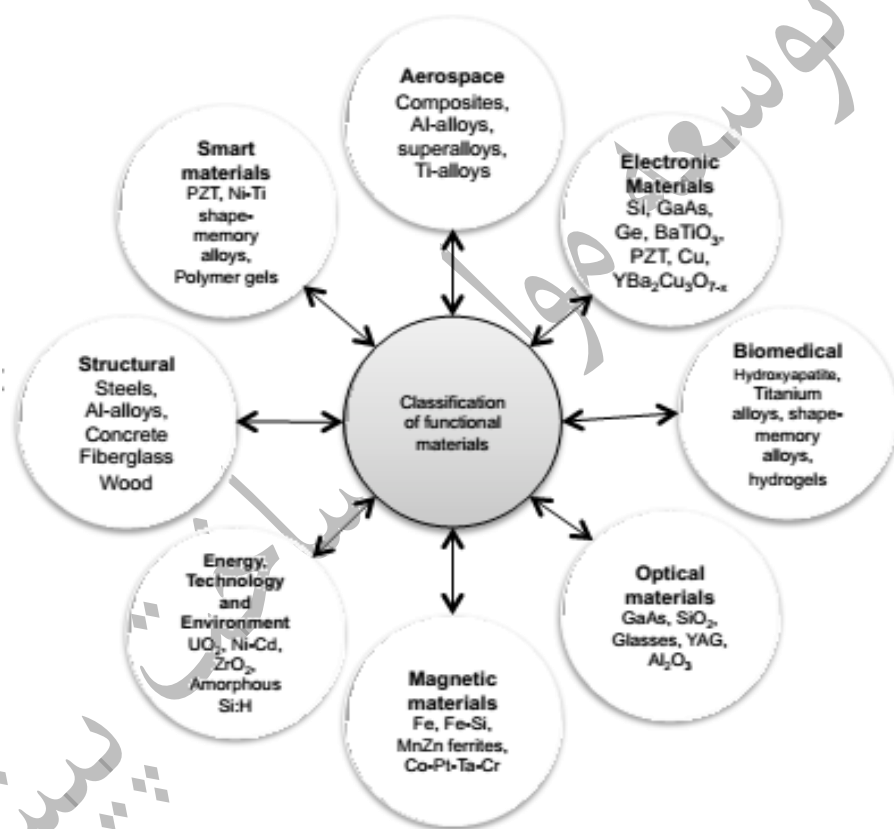 Aerospace
Composites,
Al-alloys,
superalloys,
Ti-alloys
Electronic
Materials
Si, GaAs,
Ge, BaTiO₃,
PZT, Cu,
YBa₂Cu₃O₇₋ₓ
Biomedical
Hydroxyapatite,
Titanium
alloys, shape-
memory
alloys,
hydrogels
Optical
materials
GaAs, SiO₂,
Glasses, YAG,
Al₂O₃
Magnetic
materials
Fe, Fe-Si,
MnZn ferrites,
Co-Pt-Ta-Cr
Energy,
Technology
and
Environment
UO₂, Ni-Cd,
ZrO₂,
Amorphous
Si:H
Structural
Steels,
Al-alloys,
Concrete
Fiberglass
Wood
Smart
materials
PZT, Ni-Ti
shape-
memory
alloys,
Polymer gels
Classification
of functional
materials
توسعه مواد
ساخت